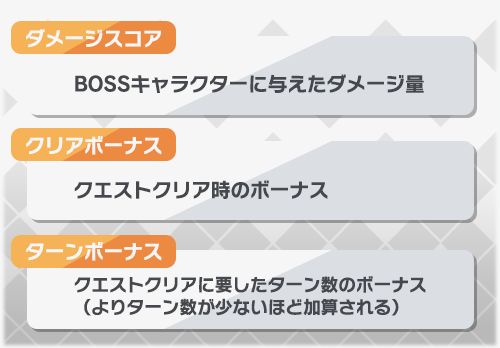 ダメージスコア
BOSSキャラクターに与えたダメージ量
クリアボーナス
クエストクリア時のボーナス
ターンボーナス
クエストクリアに要したターン数のボーナス
（よりターン数が少ないほど加算される）